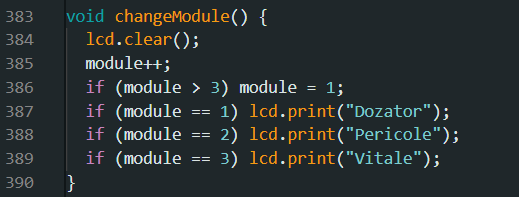 383 void changeModule() {
384   lcd.clear();
385   module++;
386   if (module > 3) module = 1;
387   if (module == 1) lcd.print("Dozator");
388   if (module == 2) lcd.print("Pericole");
389   if (module == 3) lcd.print("Vitale");
390 }